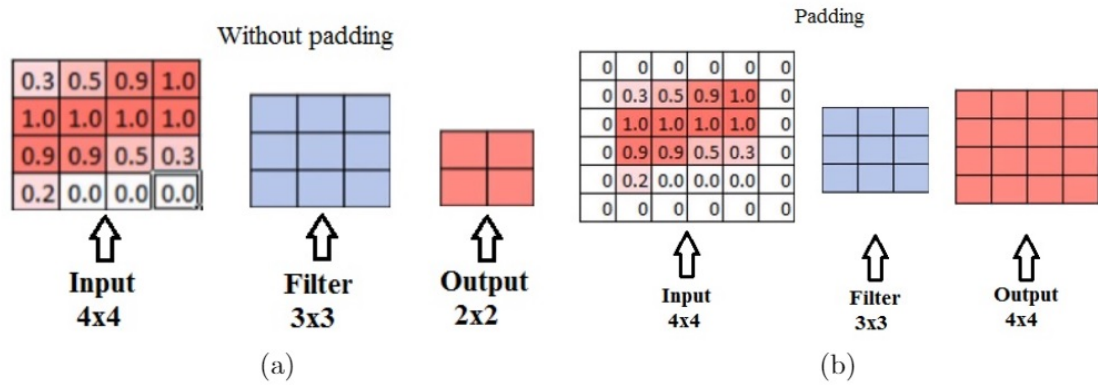 Without padding
0.3 0.5 0.9 1.0
1.0 1.0 1.0 1.0
0.9 0.9 0.5 0.3
0.2 0.0 0.0 0.0
Input
4x4
Filter
3x3
Output
2x2
(a)
Padding
0 0 0 0 0 0
0 0.3 0.5 0.9 1.0 0
0 1.0 1.0 1.0 1.0 0
0 0.9 0.9 0.5 0.3 0
0 0.2 0.0 0.0 0.0 0
0 0 0 0 0 0
Input
4x4
Filter
3x3
Output
4x4
(b)